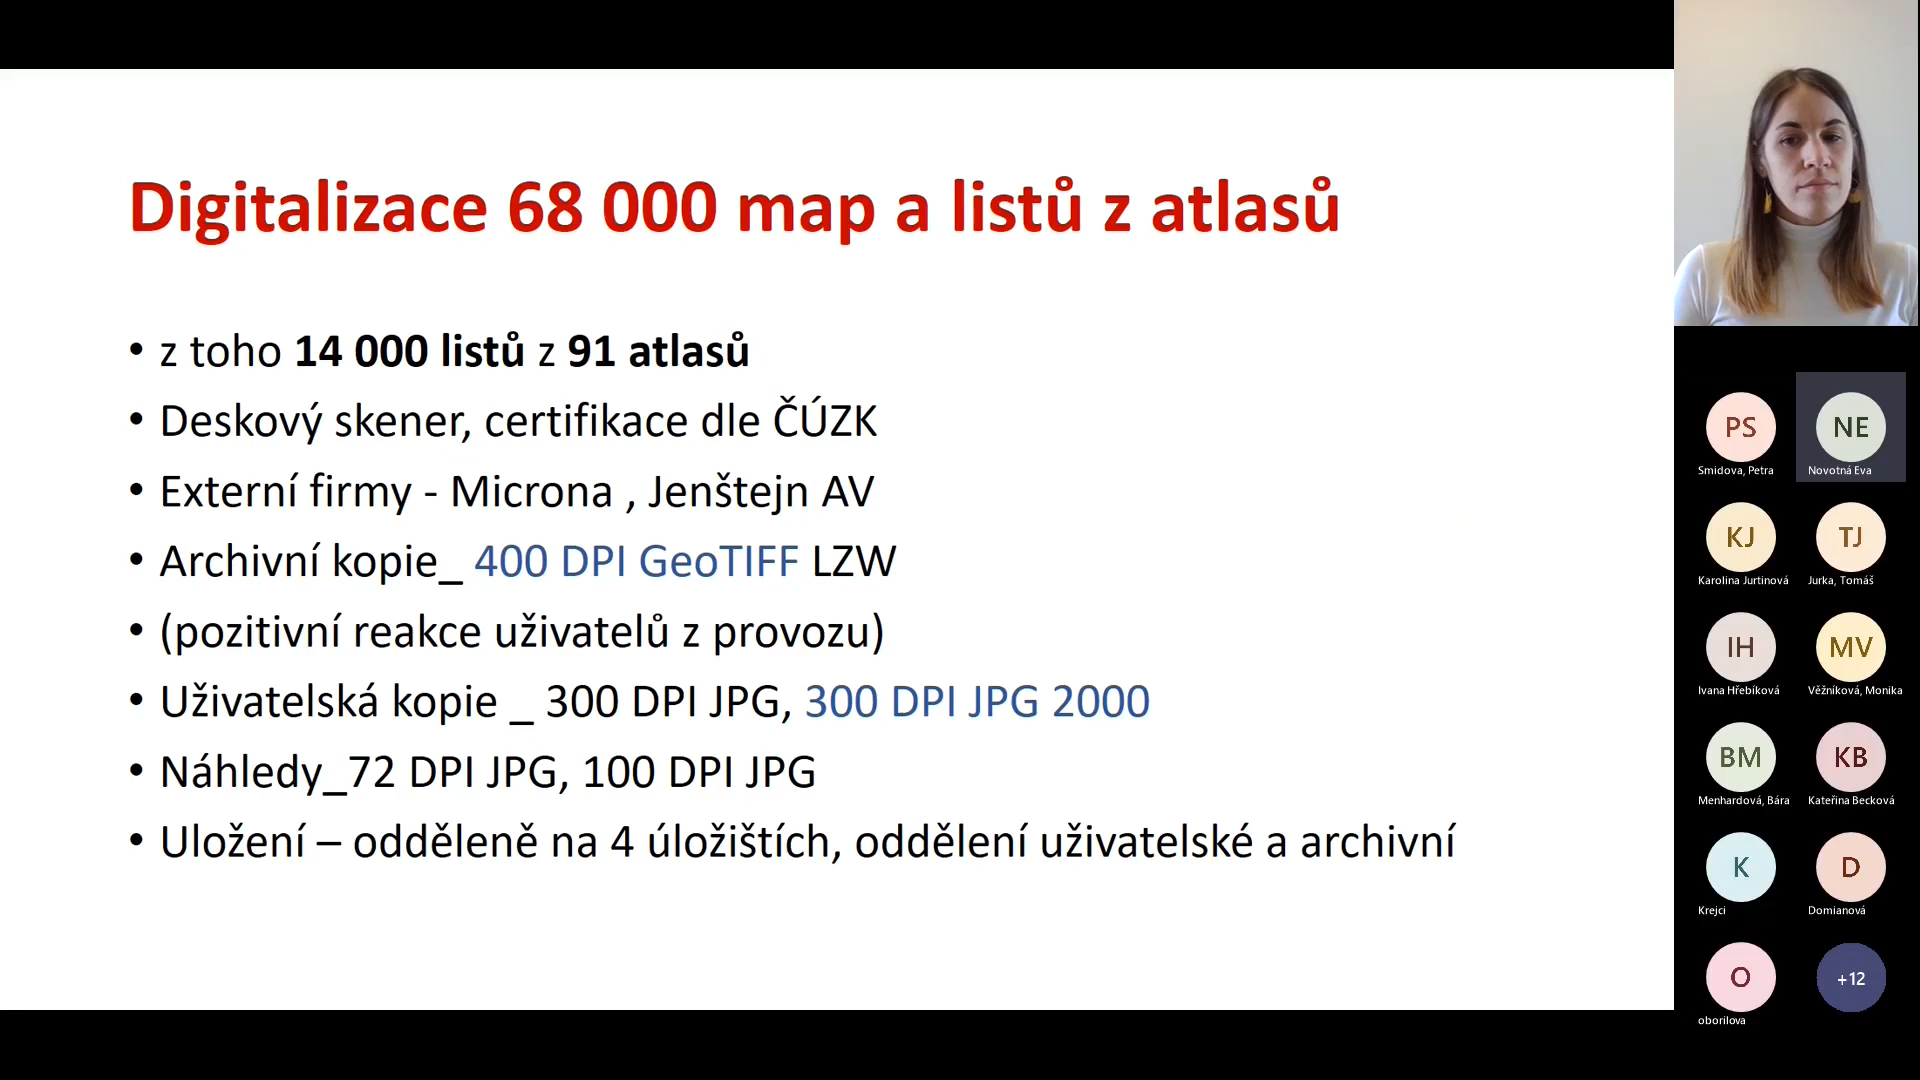 Digitalizace 68 000 map a listů z atlasů
• z toho 14 000 listů z 91 atlasů
• Deskový skener, certifikace dle ČÚZK
• Externí firmy - Microna , Jenštejn AV
• Archivní kopie_ 400 DPI GeoTIFF LZW
• (pozitivní reakce uživatelů z provozu)
• Uživatelská kopie _ 300 DPI JPG, 300 DPI JPG 2000
• Náhledy_72 DPI JPG, 100 DPI JPG
• Uložení – odděleně na 4 úložištích, oddělení uživatelské a archivní
PS
Smidova, Petra
NE
Novotná Eva
KJ
Karolina Jurtinová
TJ
Jurka, Tomáš
IH
Ivana Hřebíková
MV
Věžníková, Monika
BM
Menhardová, Bára
KB
Kateřina Becková
K
Krejci
D
Domianová
O
oborilova
+12